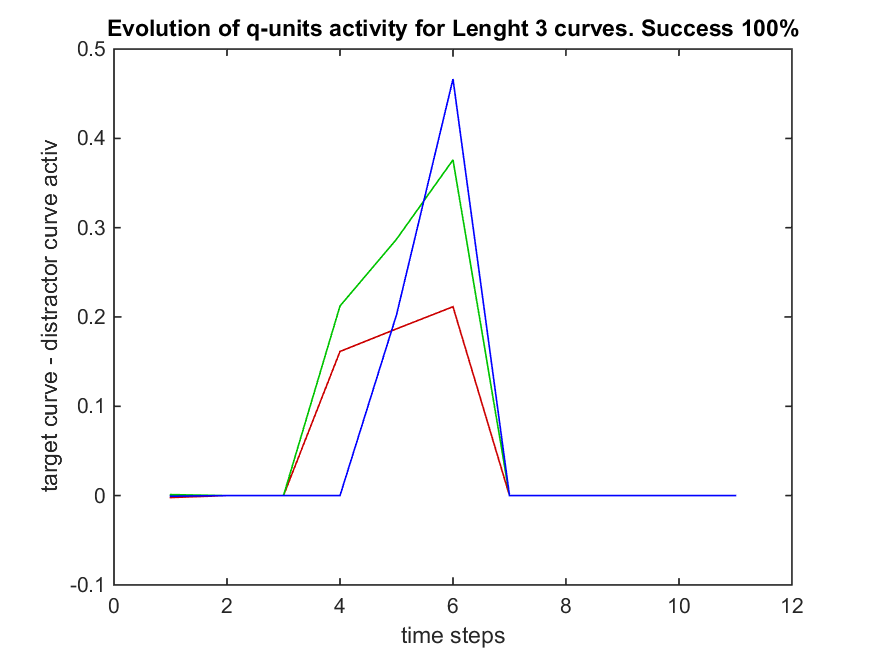 Evolution of q-units activity for Lenght 3 curves. Success 100%
target curve - distractor curve activ
0.5
0.4
0.3
0.2
0.1
0
-0.1
0 2 4 6 8 10 12
time steps